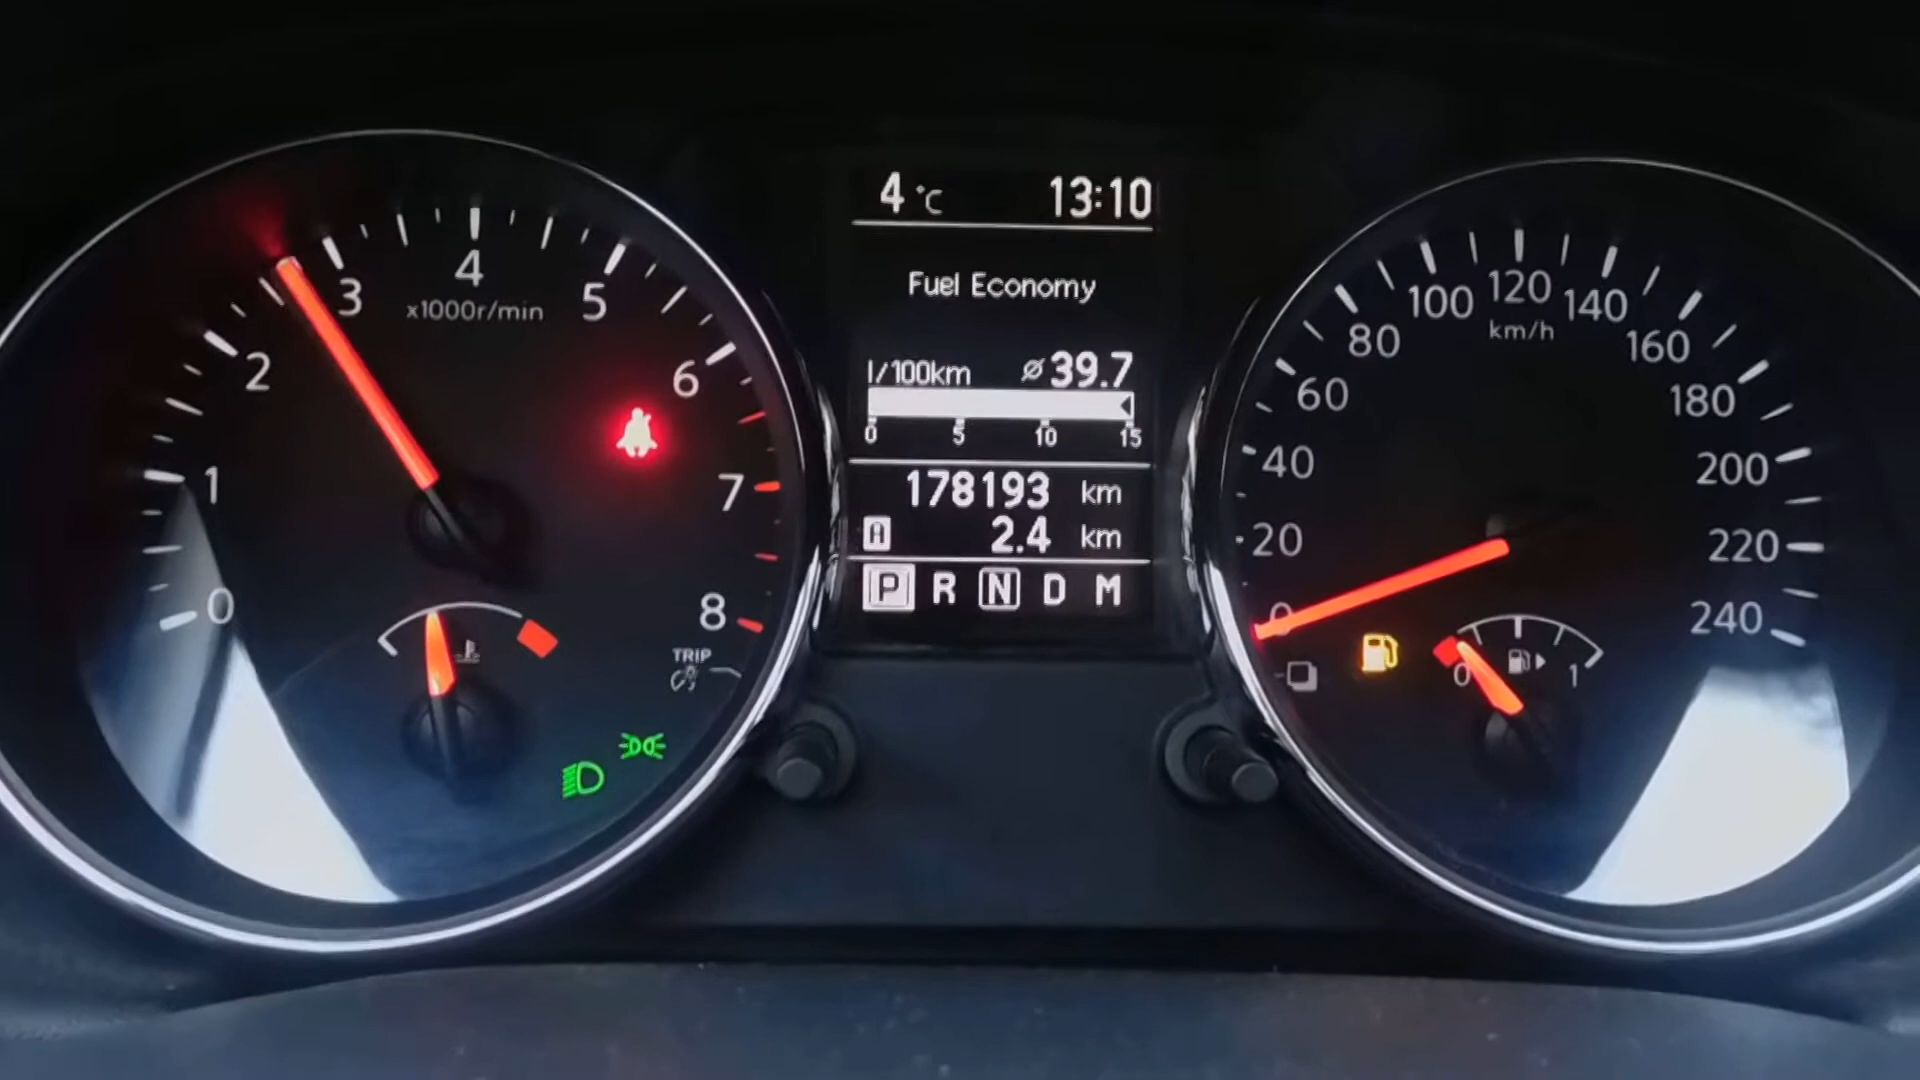 4 °C 13:10
Fuel Economy
l/100km ⌀39.7
0 5 10 15
178193 km
A 2.4 km
P R N D M
0 1 2 3 4 5 6 7 8
x1000r/min
TRIP
0 20 40 60 80 100 120 140 160 180 200 220 240
km/h
0 1